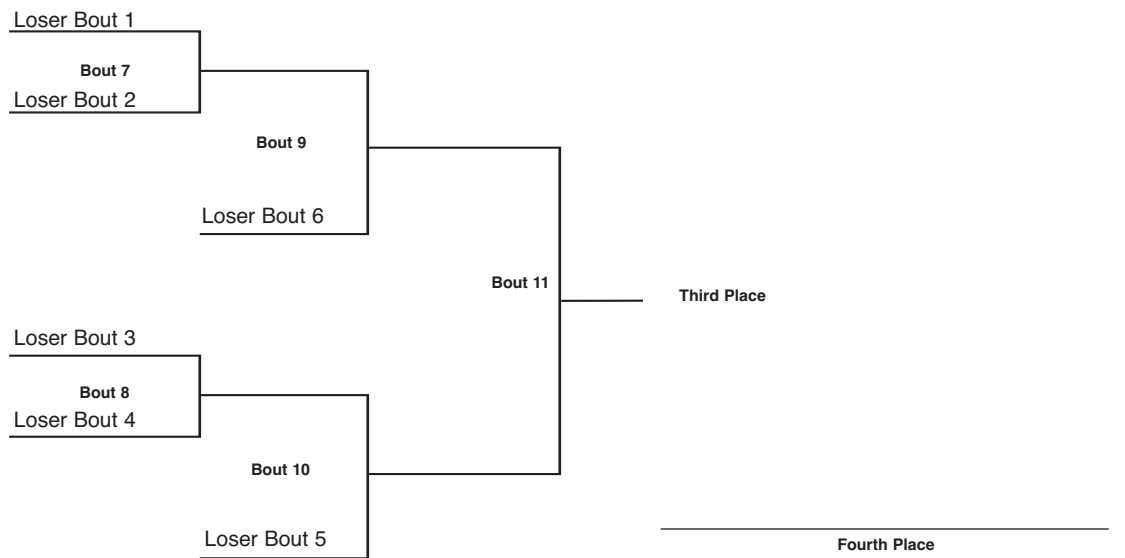 Loser Bout 1
Bout 7
Loser Bout 2
Bout 9
Loser Bout 6
Bout 11
Third Place
Loser Bout 3
Bout 8
Loser Bout 4
Bout 10
Loser Bout 5
Fourth Place